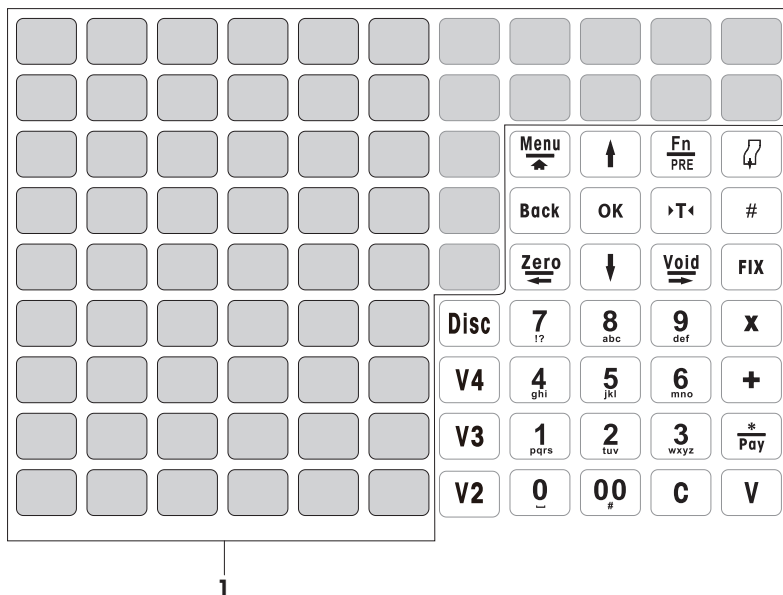 Menu Fn
PRE
Back OK T #
Zero Void FIX
Disc 7 8 9 x
!? abc def
V4 4 5 6 +
ghi jkl mno
V3 1 2 3 *
pqrs tuv wxyz Pay
V2 0 00 C V
#
1